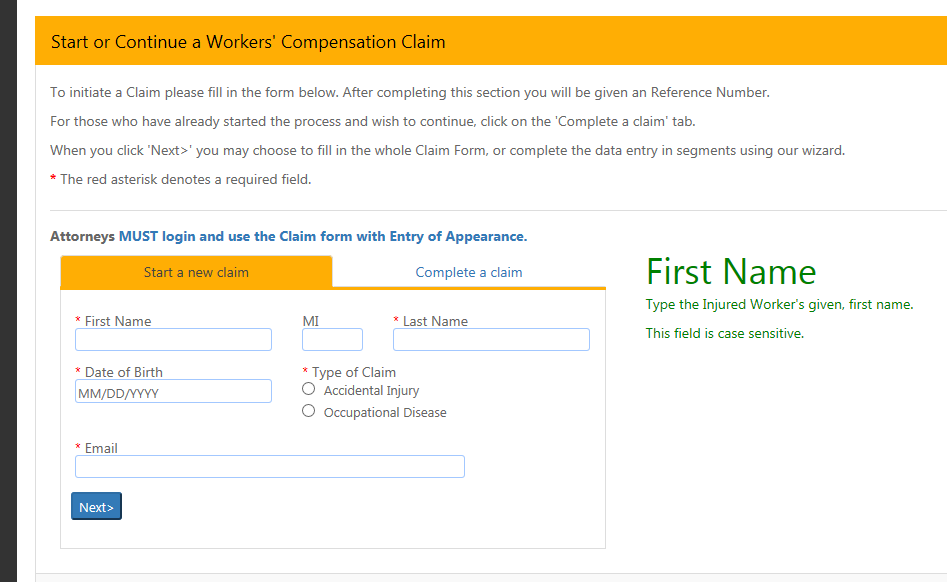 Start or Continue a Workers' Compensation Claim
To initiate a Claim please fill in the form below. After completing this section you will be given an Reference Number.
For those who have already started the process and wish to continue, click on the 'Complete a claim' tab.
When you click 'Next>' you may choose to fill in the whole Claim Form, or complete the data entry in segments using our wizard.
* The red asterisk denotes a required field.
Attorneys MUST login and use the Claim form with Entry of Appearance.
Start a new claim
Complete a claim
* First Name
MI
* Last Name
* Date of Birth
MM/DD/YYYY
* Type of Claim
Accidental Injury
Occupational Disease
* Email
Next>
First Name
Type the Injured Worker's given, first name.
This field is case sensitive.